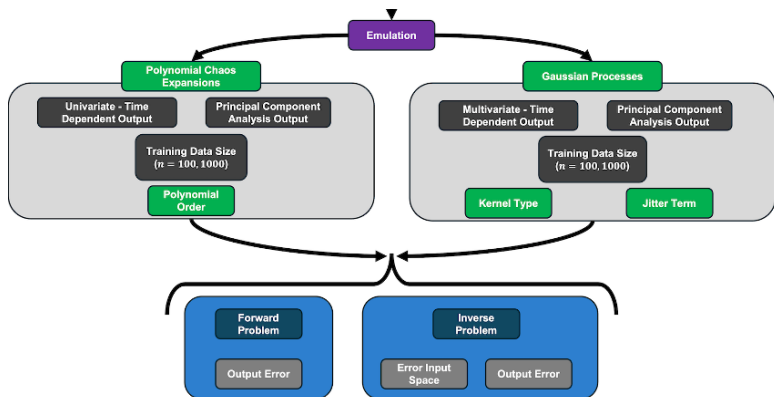 Emulation
Polynomial Chaos
Expansions
Gaussian Processes
Univariate - Time
Dependent Output
Principal Component
Analysis Output
Training Data Size
(n = 100, 1000)
Polynomial
Order
Multivariate - Time
Dependent Output
Principal Component
Analysis Output
Training Data Size
(n = 100, 1000)
Kernel Type
Jitter Term
Forward
Problem
Output Error
Inverse
Problem
Error Input
Space
Output Error